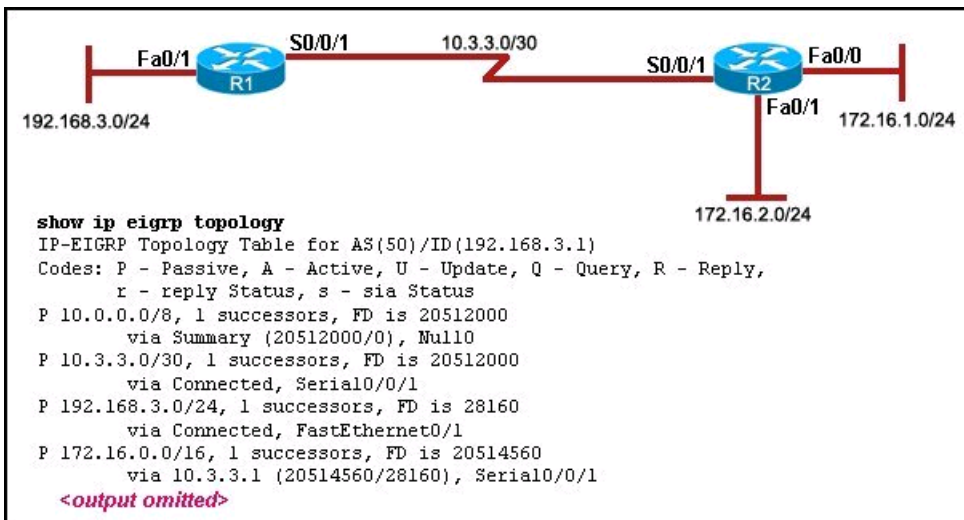 Fa0/1
S0/0/1
10.3.3.0/30
S0/0/1
Fa0/0
R1
R2
Fa0/1
192.168.3.0/24
172.16.1.0/24
172.16.2.0/24
show ip eigrp topology
IP-EIGRP Topology Table for AS(50)/ID(192.168.3.1)
Codes: P - Passive, A - Active, U - Update, Q - Query, R - Reply,
r - reply Status, s - sia Status
P 10.0.0.0/8, 1 successors, FD is 20512000
via Summary (20512000/0), Null0
P 10.3.3.0/30, 1 successors, FD is 20512000
via Connected, Serial0/0/1
P 192.168.3.0/24, 1 successors, FD is 28160
via Connected, FastEthernet0/1
P 172.16.0.0/16, 1 successors, FD is 20514560
via 10.3.3.1 (20514560/28160), Serial0/0/1
<output omitted>